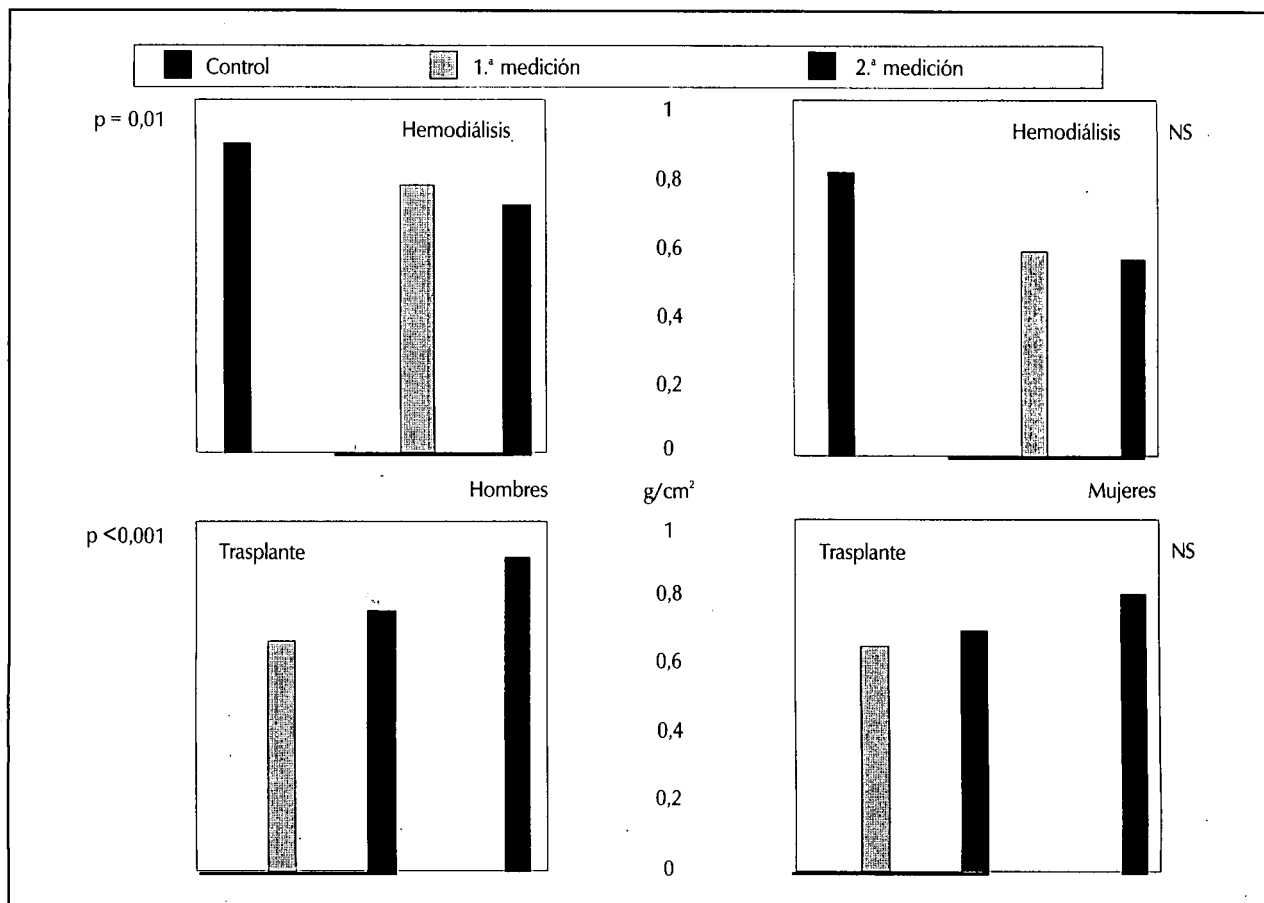 Control 1.ª medición 2.ª medición
p = 0,01 Hemodiálisis 1 Hemodiálisis NS
0,8
0,6
0,4
0,2
0
Hombres g/cm² Mujeres
p <0,001 Trasplante 1 Trasplante NS
0,8
0,6
0,4
0,2
0